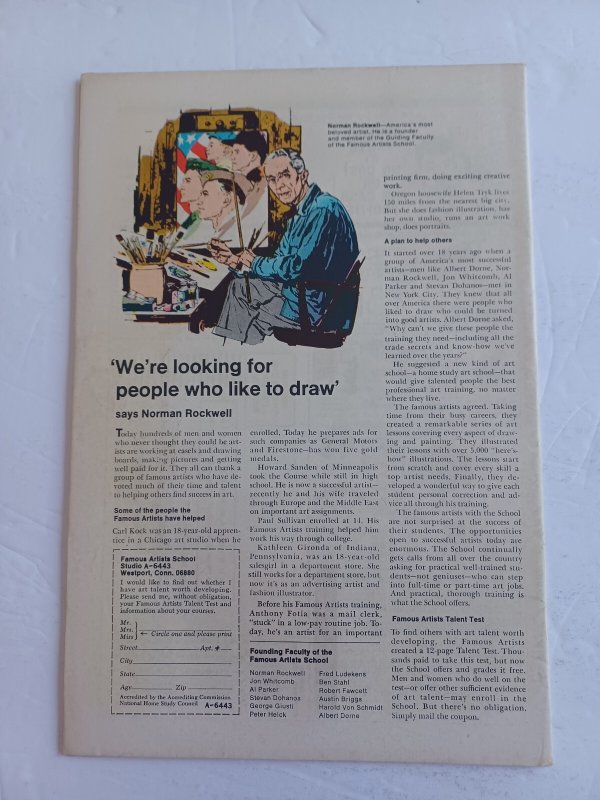 Norman Rockwell—America's most
beloved artist. He is a founder
and member of the Guiding Faculty
of the Famous Artists School.
'We're looking for
people who like to draw'
says Norman Rockwell
Today hundreds of men and women
who never thought they could be art-
ists are working at easels and drawing
boards, making pictures and getting
well paid for it. They all can thank a
group of famous artists who have de-
voted much of their time and talent
to helping others find success in art.
Some of the people the
Famous Artists have helped
Carl Kock was an 18-year-old appren-
tice in a Chicago art studio when he
enrolled. Today he prepares ads for
such companies as General Motors
and Firestone—has won five gold
medals.
Howard Sanden of Minneapolis
took the Course while still in high
school. He is now a successful artist—
recently he and his wife traveled
through Europe and the Middle East
on important art assignments.
Paul Sullivan enrolled at 14. His
Famous Artists training helped him
work his way through college.
Kathleen Gironda of Indiana,
Pennsylvania, was an 18-year-old
salesgirl in a department store. She
still works for a department store, but
now it's as an advertising artist and
fashion illustrator.
Before his Famous Artists training,
Anthony Fotia was a mail clerk,
"stuck" in a low-pay routine job. To-
day, he's an artist for an important
printing firm, doing exciting creative
work.
Oregon housewife Helen Tryk lives
150 miles from the nearest big city.
But she does fashion illustration, has
her own studio, runs an art work
shop, does portraits.
A plan to help others
It started over 18 years ago when a
group of America's most successful
artists—men like Albert Dorne, Nor-
man Rockwell, Jon Whitcomb, Al
Parker and Stevan Dohanos—met in
New York City. They knew that all
over America there were people who
liked to draw who could be turned
into good artists. Albert Dorne asked,
"Why can't we give these people the
training they need—including all the
trade secrets and know-how we've
learned over the years?"
He suggested a new kind of art
school—a home study art school—that
would give talented people the best
professional art training, no matter
where they live.
The famous artists agreed. Taking
time from their busy careers, they
created a remarkable series of art
lessons covering every aspect of draw-
ing and painting. They illustrated
their lessons with over 5,000 "here's-
how" illustrations. The lessons start
from scratch and cover every skill a
top artist needs. Finally, they de-
veloped a wonderful way to give each
student personal correction and ad-
vice all through his training.
The famous artists with the School
are not surprised at the success of
their students. The opportunities
open to successful artists today are
enormous. The School continually
gets calls from all over the country
asking for practical well-trained stu-
dents—not geniuses—who can step
into full-time or part-time art jobs.
And practical, thorough training is
what the School offers.
Famous Artists Talent Test
To find others with art talent worth
developing, the Famous Artists
created a 12-page Talent Test. Thou-
sands paid to take this test, but now
the School offers and grades it free.
Men and women who do well on the
test—or offer other sufficient evidence
of art talent—may enroll in the
School. But there's no obligation.
Simply mail the coupon.
Famous Artists School
Studio A-6443
Westport, Conn. 06880
I would like to find out whether I
have art talent worth developing.
Please send me, without obligation,
your Famous Artists Talent Test and
information about your courses.
Mr.
Mrs. ← Circle one and please print
Miss
Street Apt. #
City
State
Age Zip
Accredited by the Accrediting Commission
National Home Study Council A-6443
Founding Faculty of the
Famous Artists School
Norman Rockwell
Jon Whitcomb
Al Parker
Stevan Dohanos
George Giusti
Peter Helck
Fred Ludekens
Ben Stahl
Robert Fawcett
Austin Briggs
Harold Von Schmidt
Albert Dorne